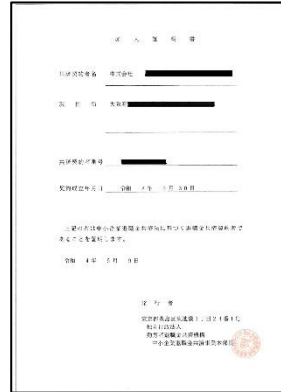 加入証明書
共済契約者名 株式会社
住所 大阪府
共済契約者番号
契約成立年月日 令和 4年 月30日
上記の者は中小企業退職金共済法に基づく退職金共済契約者で
あることを証明します。
令和 4年 5月 9日
発行者
東京都豊島区東池袋1丁目24番1号
独立行政法人
勤労者退職金共済機構
中小企業退職金共済事業本部